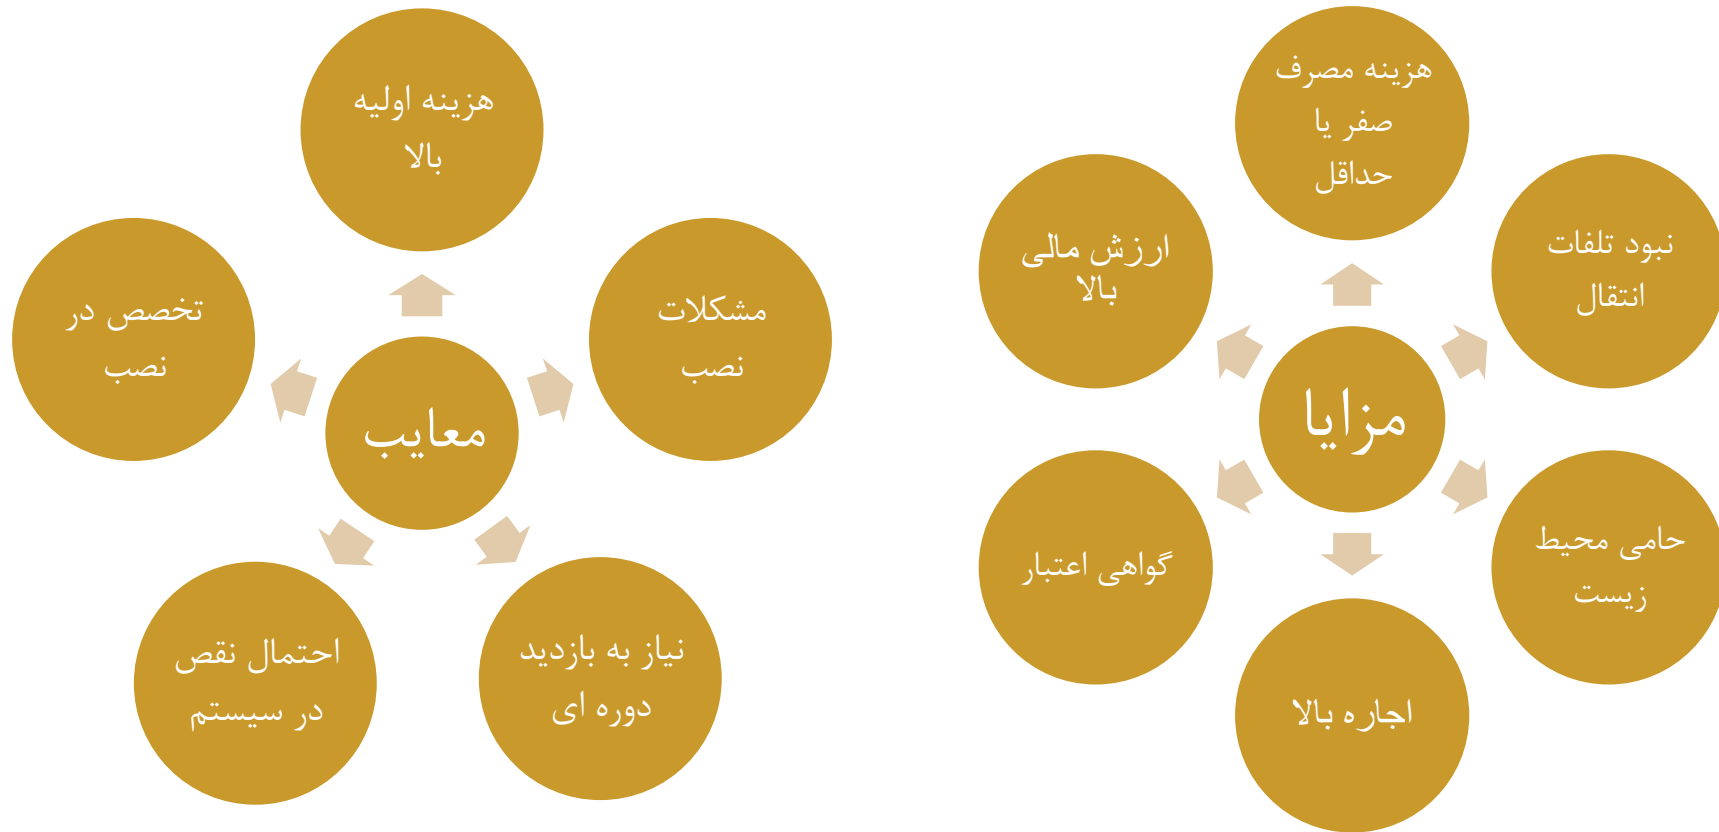 مزایا
هزینه مصرف
صفر یا
حداقل
نبود تلفات
انتقال
حامی محیط
زیست
اجاره بالا
گواهی اعتبار
ارزش مالی
بالا
معایب
هزینه اولیه
بالا
مشکلات
نصب
نیاز به بازدید
دوره ای
احتمال نقص
در سیستم
تخصص در
نصب